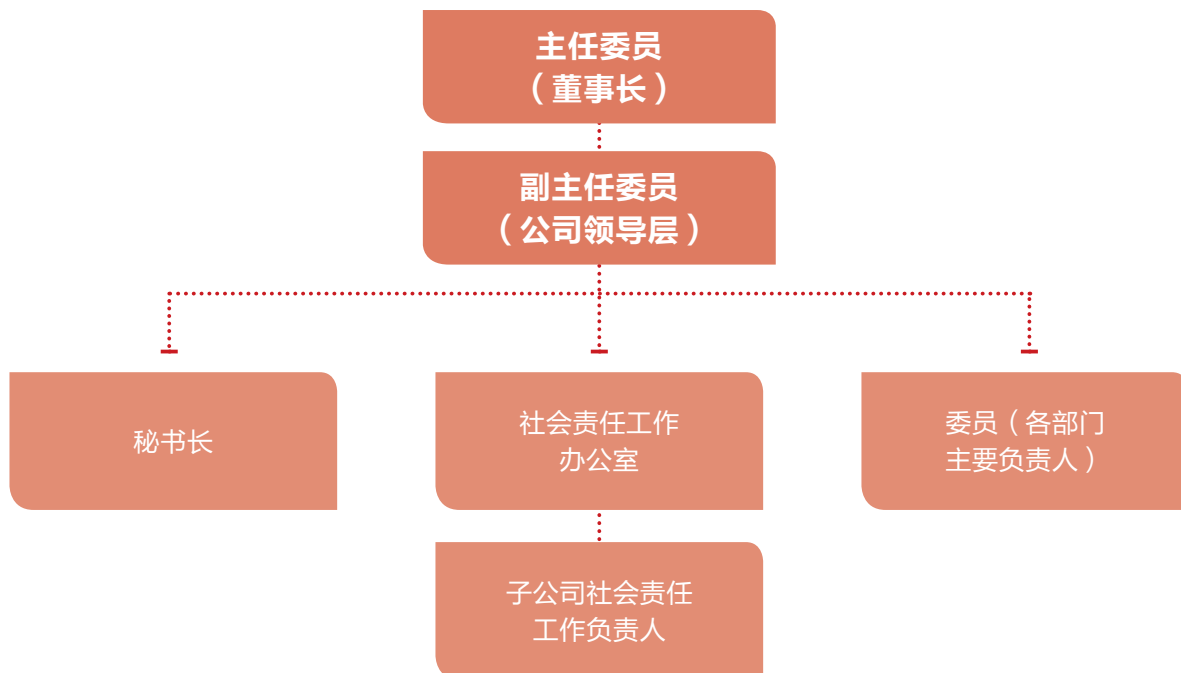 主任委员
（董事长）
副主任委员
（公司领导层）
秘书长
社会责任工作
办公室
委员（各部门
主要负责人）
子公司社会责任
工作负责人